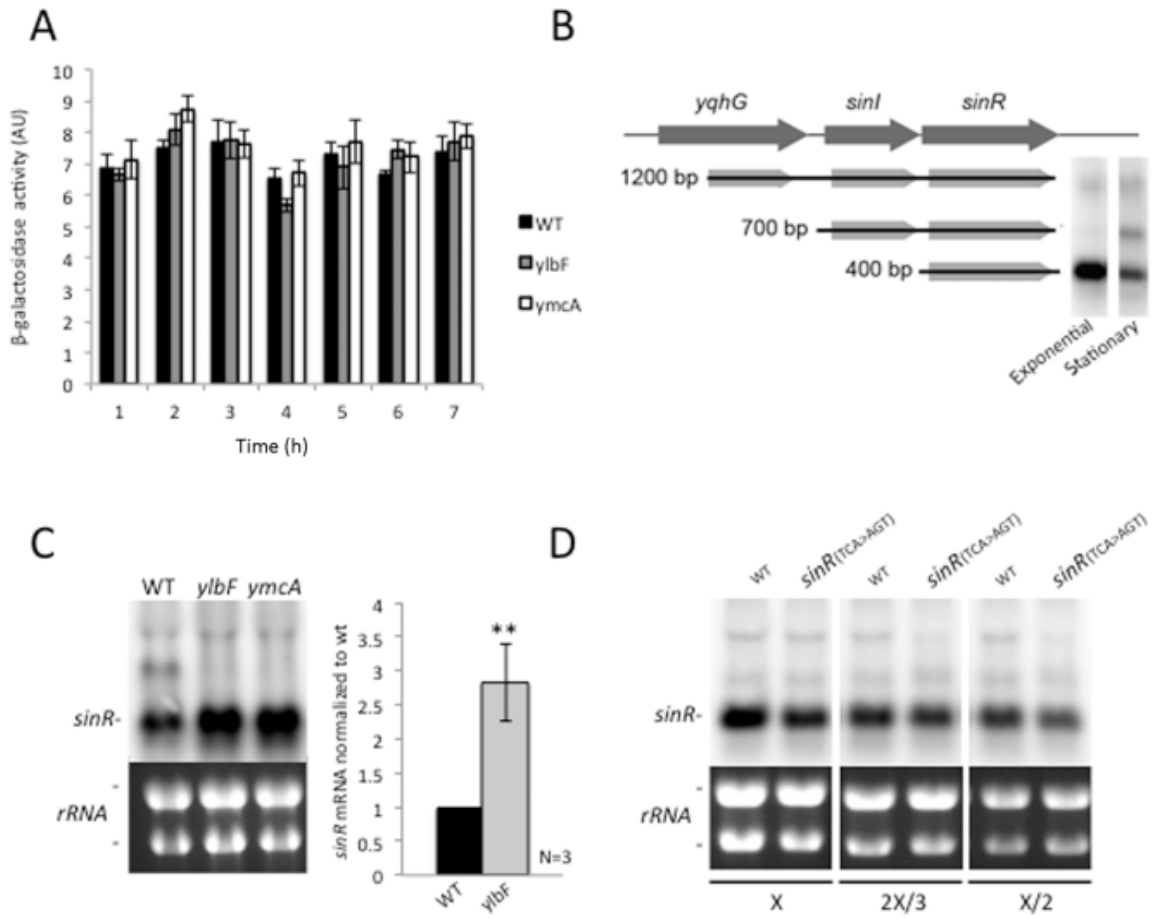 A
β-galactosidase activity (AU)
10
9
8
7
6
5
4
3
2
1
0
1 2 3 4 5 6 7
Time (h)
WT
ylbF
ymcA
B
yqhG sinI sinR
1200 bp
700 bp
400 bp
Exponential
Stationary
C
WT ylbF ymcA
sinR-
rRNA
sinR mRNA normalized to wt
4
3.5
3
2.5
2
1.5
1
0.5
0
**
WT
ylbF
N=3
D
WT sinR(TCA>AGT) WT sinR(TCA>AGT) WT sinR(TCA>AGT)
sinR-
rRNA
X 2X/3 X/2